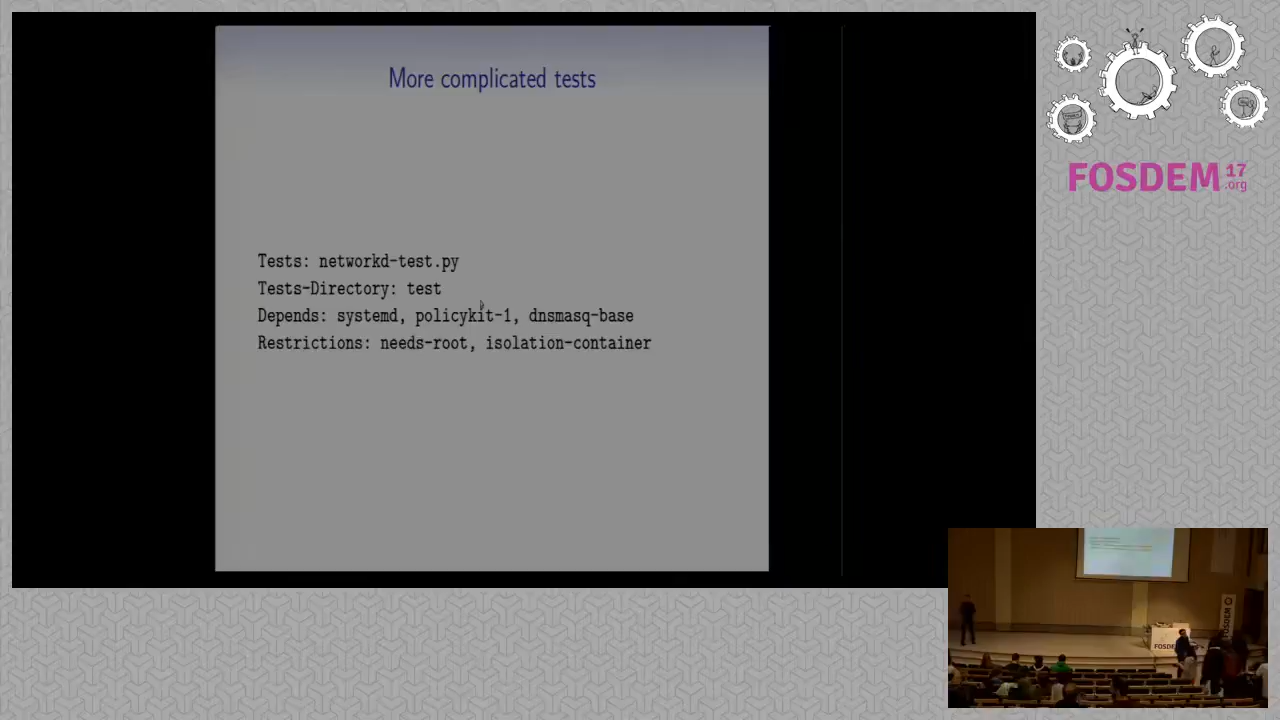 More complicated tests
Tests: networkd-test.py
Tests-Directory: test
Depends: systemd, policykit-1, dnsmasq-base
Restrictions: needs-root, isolation-container
FOSDEM 17
.org
FOSDEM